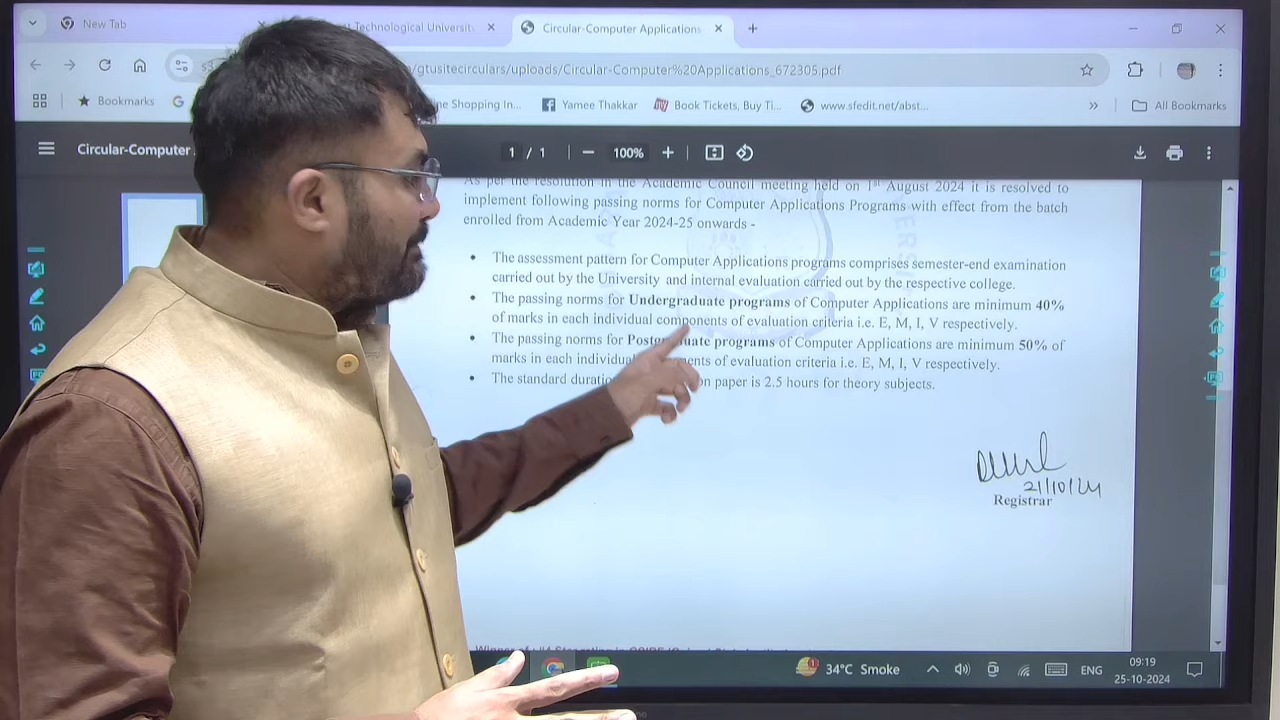 New Tab
Technological Universit
Circular-Computer Applications
/gtusitecirculars/uploads/Circular-Computer%20Applications_672305.pdf
Bookmarks
G
ne Shopping In...
Yamee Thakkar
Book Tickets, Buy Ti...
www.sfedit.net/abst...
All Bookmarks
Circular-Computer
1 / 1
100%
As per the resolution in the Academic Council meeting held on 1st August 2024 it is resolved to
implement following passing norms for Computer Applications Programs with effect from the batch
enrolled from Academic Year 2024-25 onwards -
• The assessment pattern for Computer Applications programs comprises semester-end examination
carried out by the University and internal evaluation carried out by the respective college.
• The passing norms for Undergraduate programs of Computer Applications are minimum 40%
of marks in each individual components of evaluation criteria i.e. E, M, I, V respectively.
• The passing norms for Postgraduate programs of Computer Applications are minimum 50% of
marks in each individual ents of evaluation criteria i.e. E, M, I, V respectively.
• The standard duratio on paper is 2.5 hours for theory subjects.
21/10/24
Registrar
34°C Smoke
ENG
09:19
25-10-2024